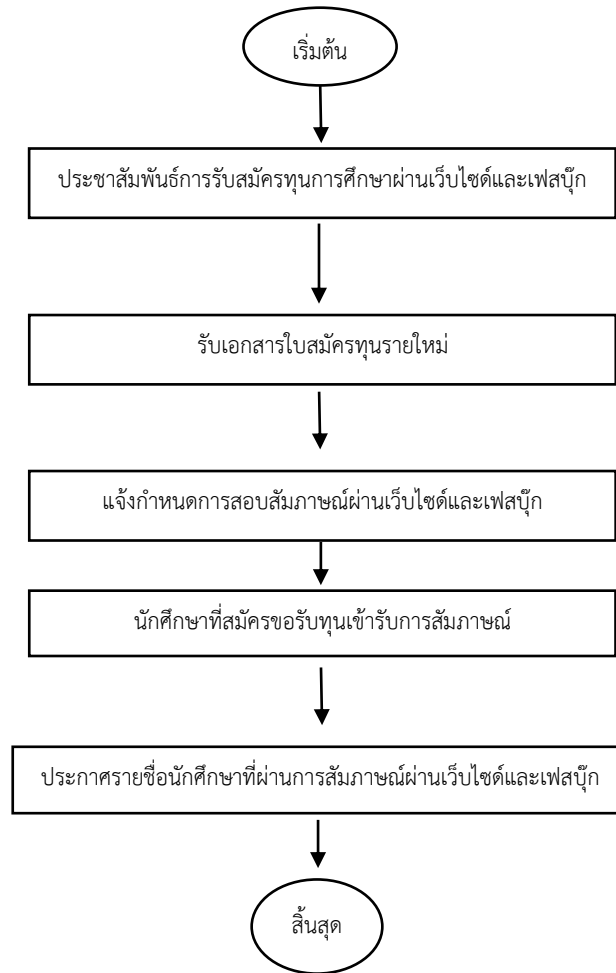 เริ่มต้น
ประชาสัมพันธ์การรับสมัครทุนการศึกษาผ่านเว็บไซด์และเฟสบุ๊ก
รับเอกสารใบสมัครทุนรายใหม่
แจ้งกำหนดการสอบสัมภาษณ์ผ่านเว็บไซด์และเฟสบุ๊ก
นักศึกษาที่สมัครขอรับทุนเข้ารับการสัมภาษณ์
ประกาศรายชื่อนักศึกษาที่ผ่านการสัมภาษณ์ผ่านเว็บไซด์และเฟสบุ๊ก
สิ้นสุด